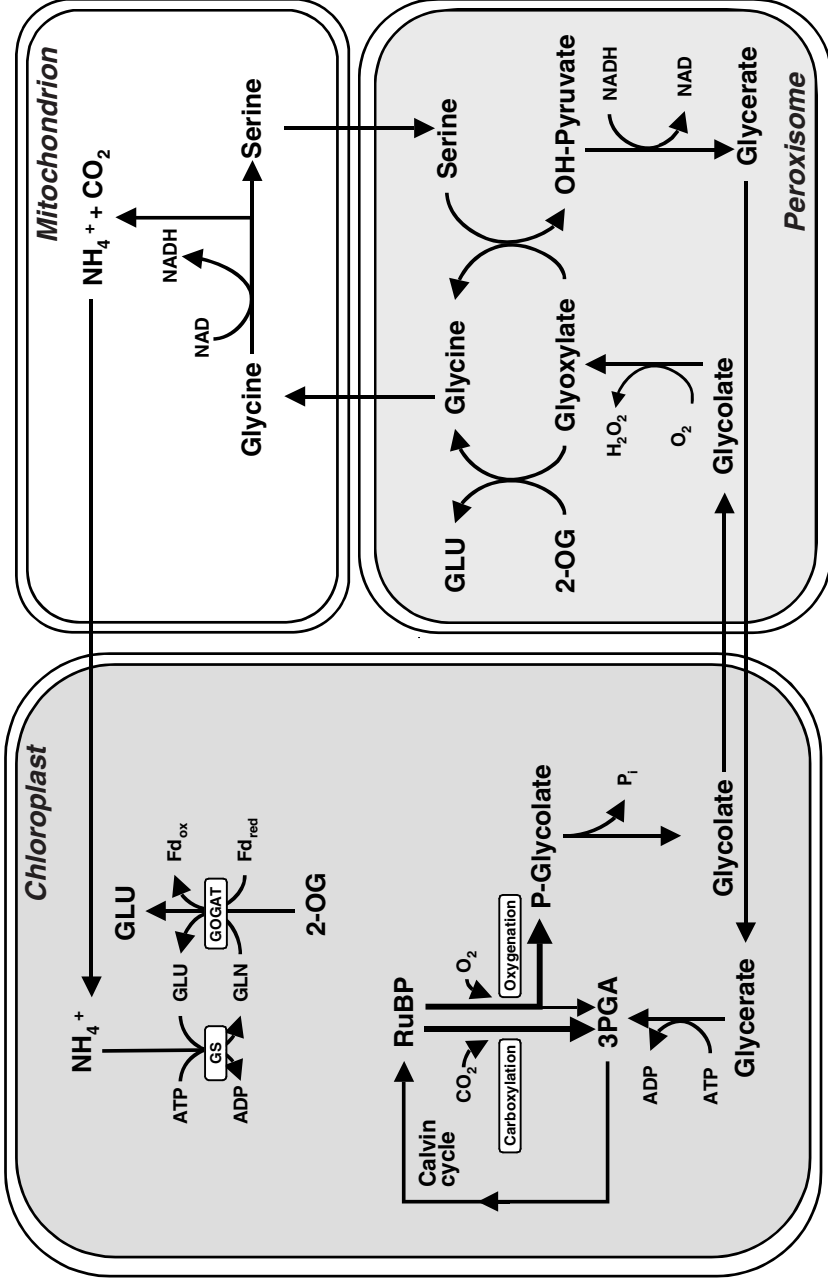 Chloroplast
NH4 +
ATP
ADP
GS
GLU
GLN
GOGAT
GLU
2-OG
Fdox
Fdred
Calvin
cycle
RuBP
CO2
O2
Carboxylation
Oxygenation
3PGA
P-Glycolate
Pi
ADP
ATP
Glycerate
Glycolate
Mitochondrion
NH4 + + CO2
NAD
NADH
Glycine
Serine
Peroxisome
GLU
Glycine
Serine
2-OG
Glyoxylate
OH-Pyruvate
H2O2
O2
NADH
NAD
Glycolate
Glycerate